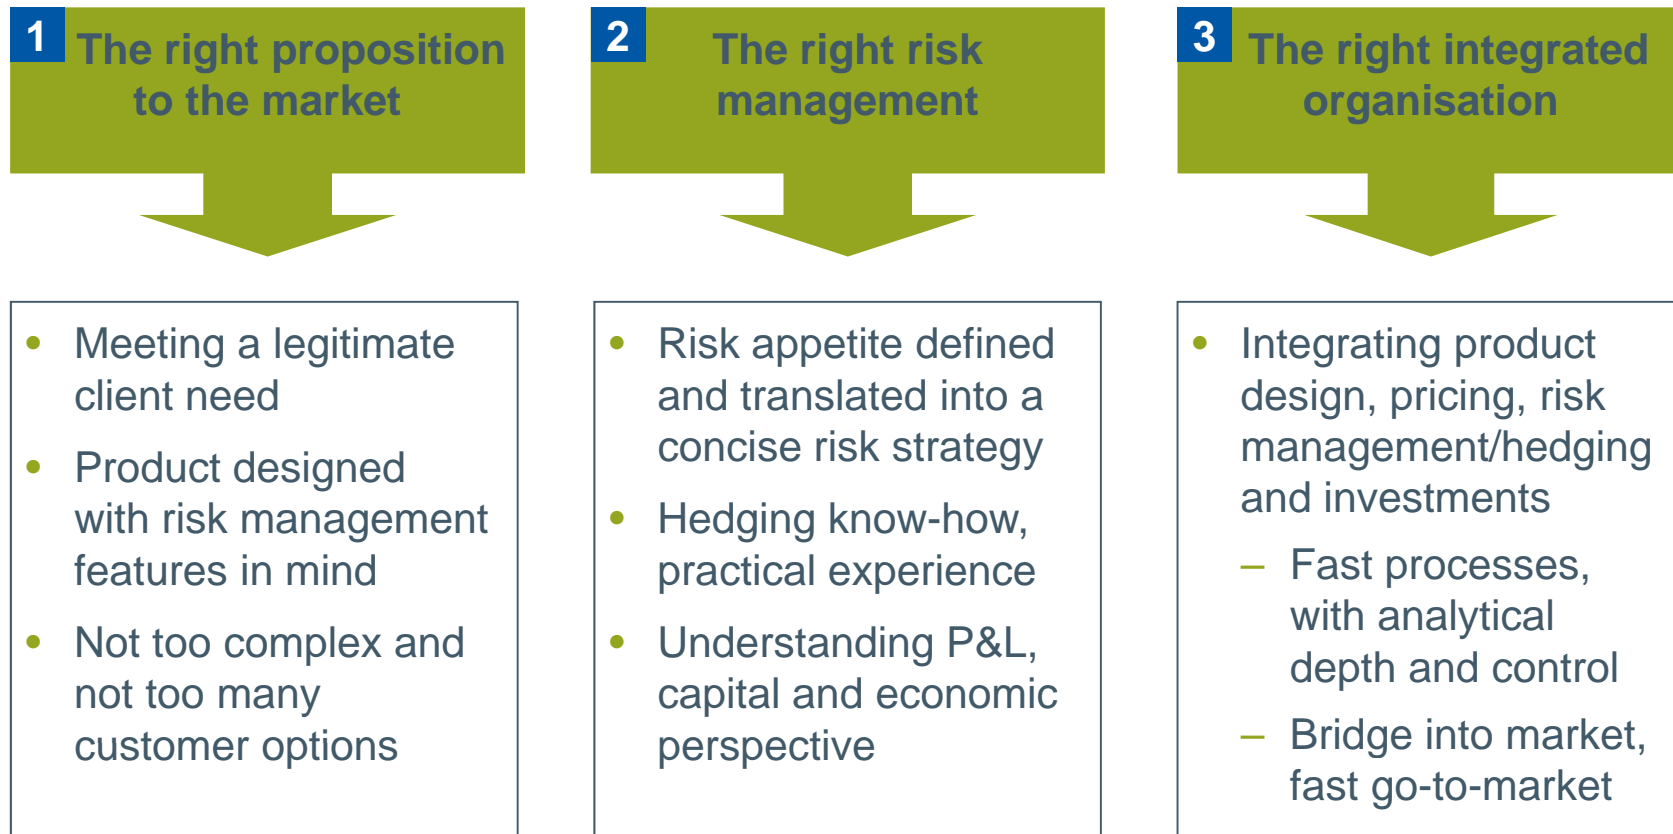 1
The right proposition
to the market
• Meeting a legitimate
client need
• Product designed
with risk management
features in mind
• Not too complex and
not too many
customer options
2
The right risk
management
• Risk appetite defined
and translated into a
concise risk strategy
• Hedging know-how,
practical experience
• Understanding P&L,
capital and economic
perspective
3
The right integrated
organisation
• Integrating product
design, pricing, risk
management/hedging
and investments
– Fast processes,
with analytical
depth and control
– Bridge into market,
fast go-to-market